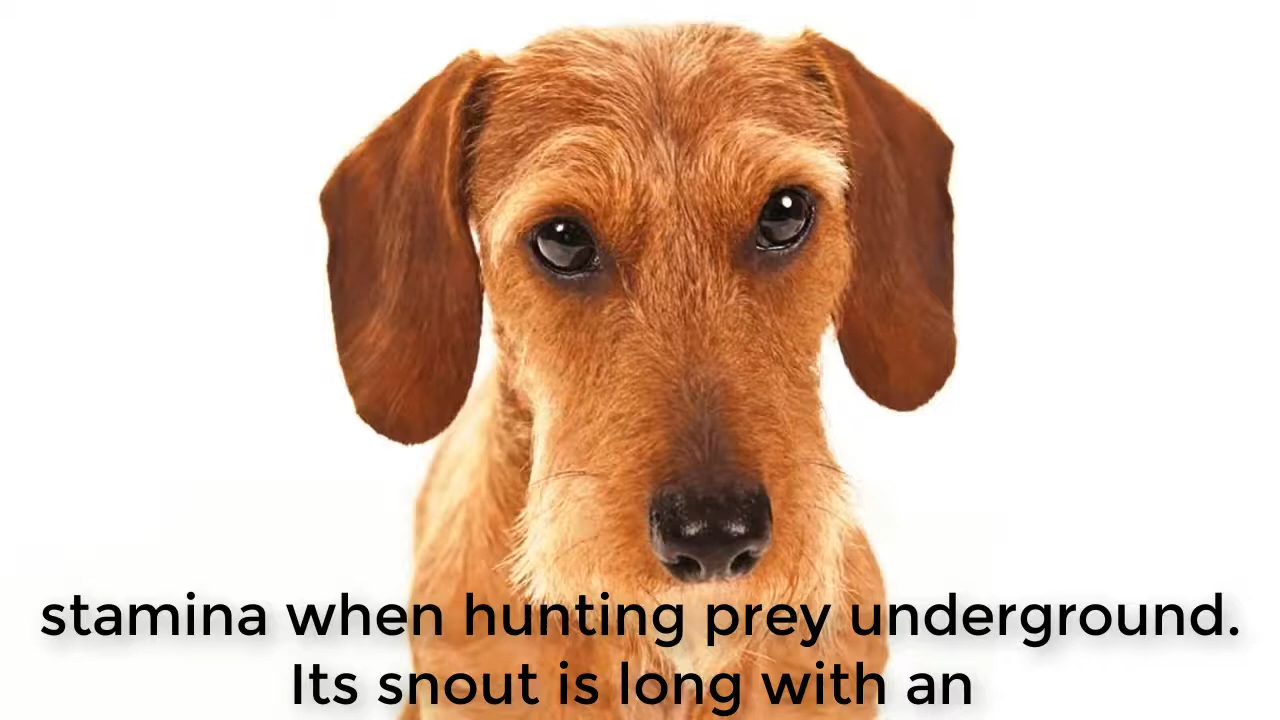 stamina when hunting prey underground.
Its snout is long with an